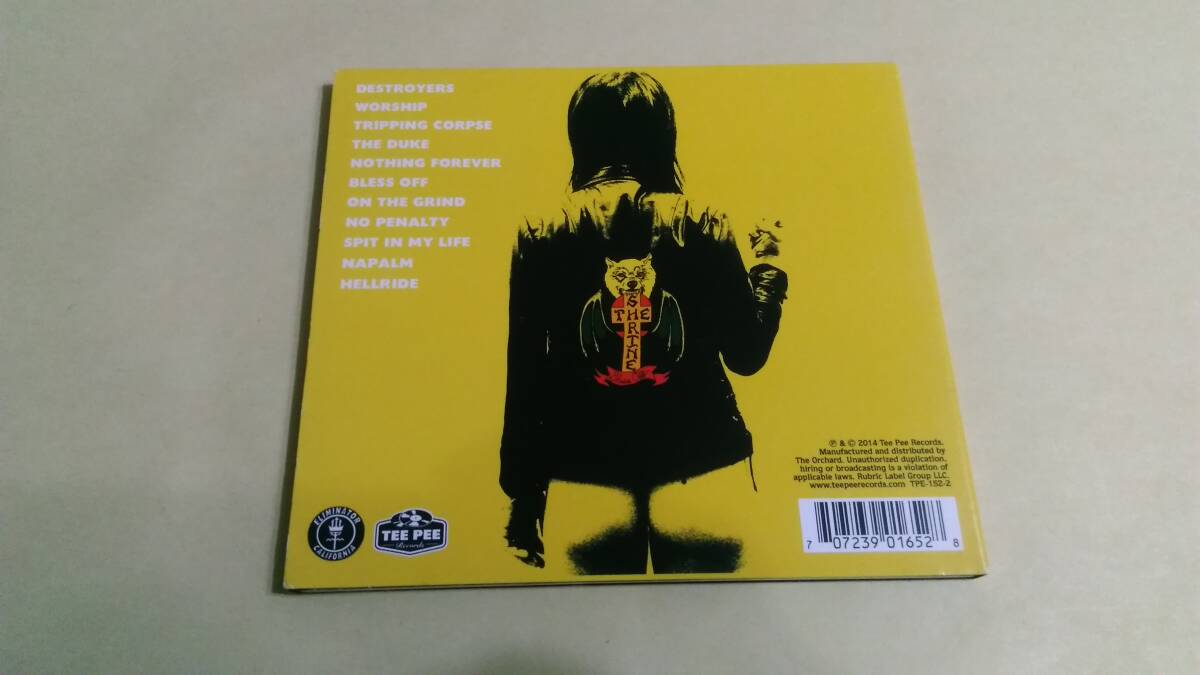 DESTROYERS
WORSHIP
TRIPPING CORPSE
THE DUKE
NOTHING FOREVER
BLESS OFF
ON THE GRIND
NO PENALTY
SPIT IN MY LIFE
NAPALM
HELLRIDE
THE
SHRINE
℗ & © 2014 Tee Pee Records.
Manufactured and distributed by
The Orchard. Unauthorized duplication,
hiring or broadcasting is a violation of
applicable laws. Rubric Label Group LLC.
www.teepeerecords.com TPE-152-2
ELIMINATOR
CALIFORNIA
TEE PEE
Records
7 07239 01652 8